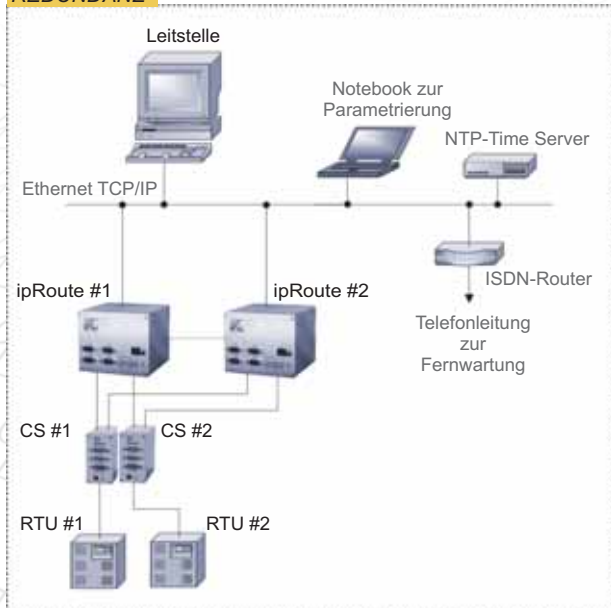 REDUNDANZ
Leitstelle
Notebook zur
Parametrierung
NTP-Time Server
Ethernet TCP/IP
ISDN-Router
ipRoute #1
ipRoute #2
Telefonleitung
zur
Fernwartung
CS #1
CS #2
RTU #1
RTU #2